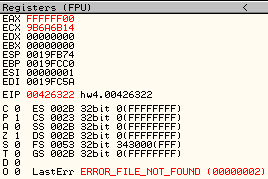 Registers (FPU) <
EAX FFFFFF00
ECX 9B6A6B14
EDX 00000000
EBX 00000000
ESP 0019FB74
EBP 0019FCC0
ESI 00000001
EDI 0019FC5A
EIP 00426322 hw4.00426322
C 0 ES 002B 32bit 0(FFFFFFFF)
P 1 CS 0023 32bit 0(FFFFFFFF)
A 0 SS 002B 32bit 0(FFFFFFFF)
Z 1 DS 002B 32bit 0(FFFFFFFF)
S 0 FS 0053 32bit 343000(FFF)
T 0 GS 002B 32bit 0(FFFFFFFF)
D 0
O 0 LastErr ERROR_FILE_NOT_FOUND (00000002)